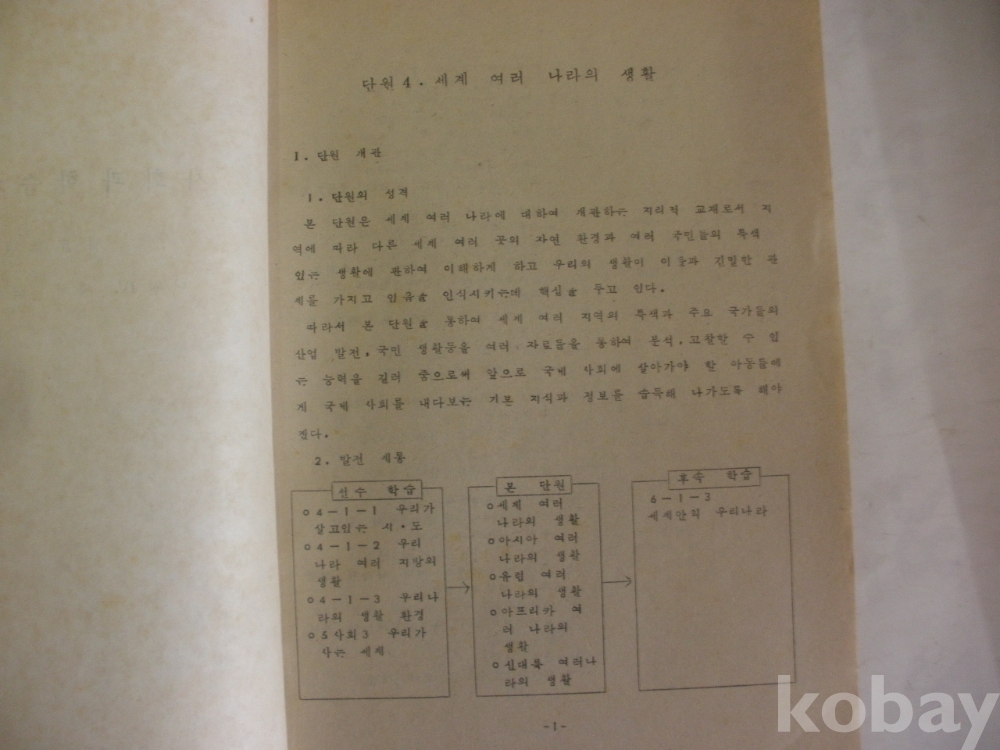 단원 4. 세계 여러 나라의 생활
I. 단원 개관
1. 단원의 성격
본 단원은 세계 여러 나라에 대하여 개관하는 지리적 교재로서 지
역에 따라 다른 세계 여러 곳의 자연 환경과 여러 국민들의 특색
있는 생활에 관하여 이해하게 하고 우리의 생활이 이들과 긴밀한 관
계를 가지고 있음을 인식시키는데 핵심을 두고 있다.
따라서 본 단원을 통하여 세계 여러 지역의 특색과 주요 국가들의
산업 발전, 국민 생활등을 여러 자료들을 통하여 분석, 고찰할 수 있
는 능력을 길러 줌으로써 앞으로 국제 사회에 살아가야 할 아동들에
게 국제 사회를 내다보는 기본 지식과 정보를 습득해 나가도록 해야
겠다.
2. 발전 계통
선수 학습
ㅇ4-1-1 우리가
살고있는 시·도
ㅇ4-1-2 우리
나라 여러 지방의
생활
ㅇ4-1-3 우리나
라의 생활 환경
ㅇ5사회3 우리가
사는 세계
본 단원
ㅇ세계 여러
나라의 생활
ㅇ아시아 여러
나라의 생활
ㅇ유럽 여러
나라의 생활
ㅇ아프리카 여
러 나라의
생활
ㅇ신대륙 여러나
라의 생활
후속 학습
6-1-3
세계안의 우리나라
-1-
kobay